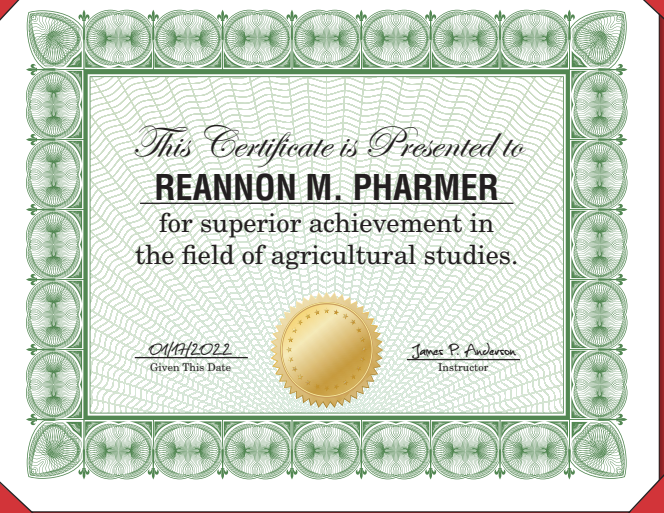 This Certificate is Presented to
REANNON M. PHARMER
for superior achievement in
the field of agricultural studies.
01/17/2022
Given This Date
James P. Anderson
Instructor